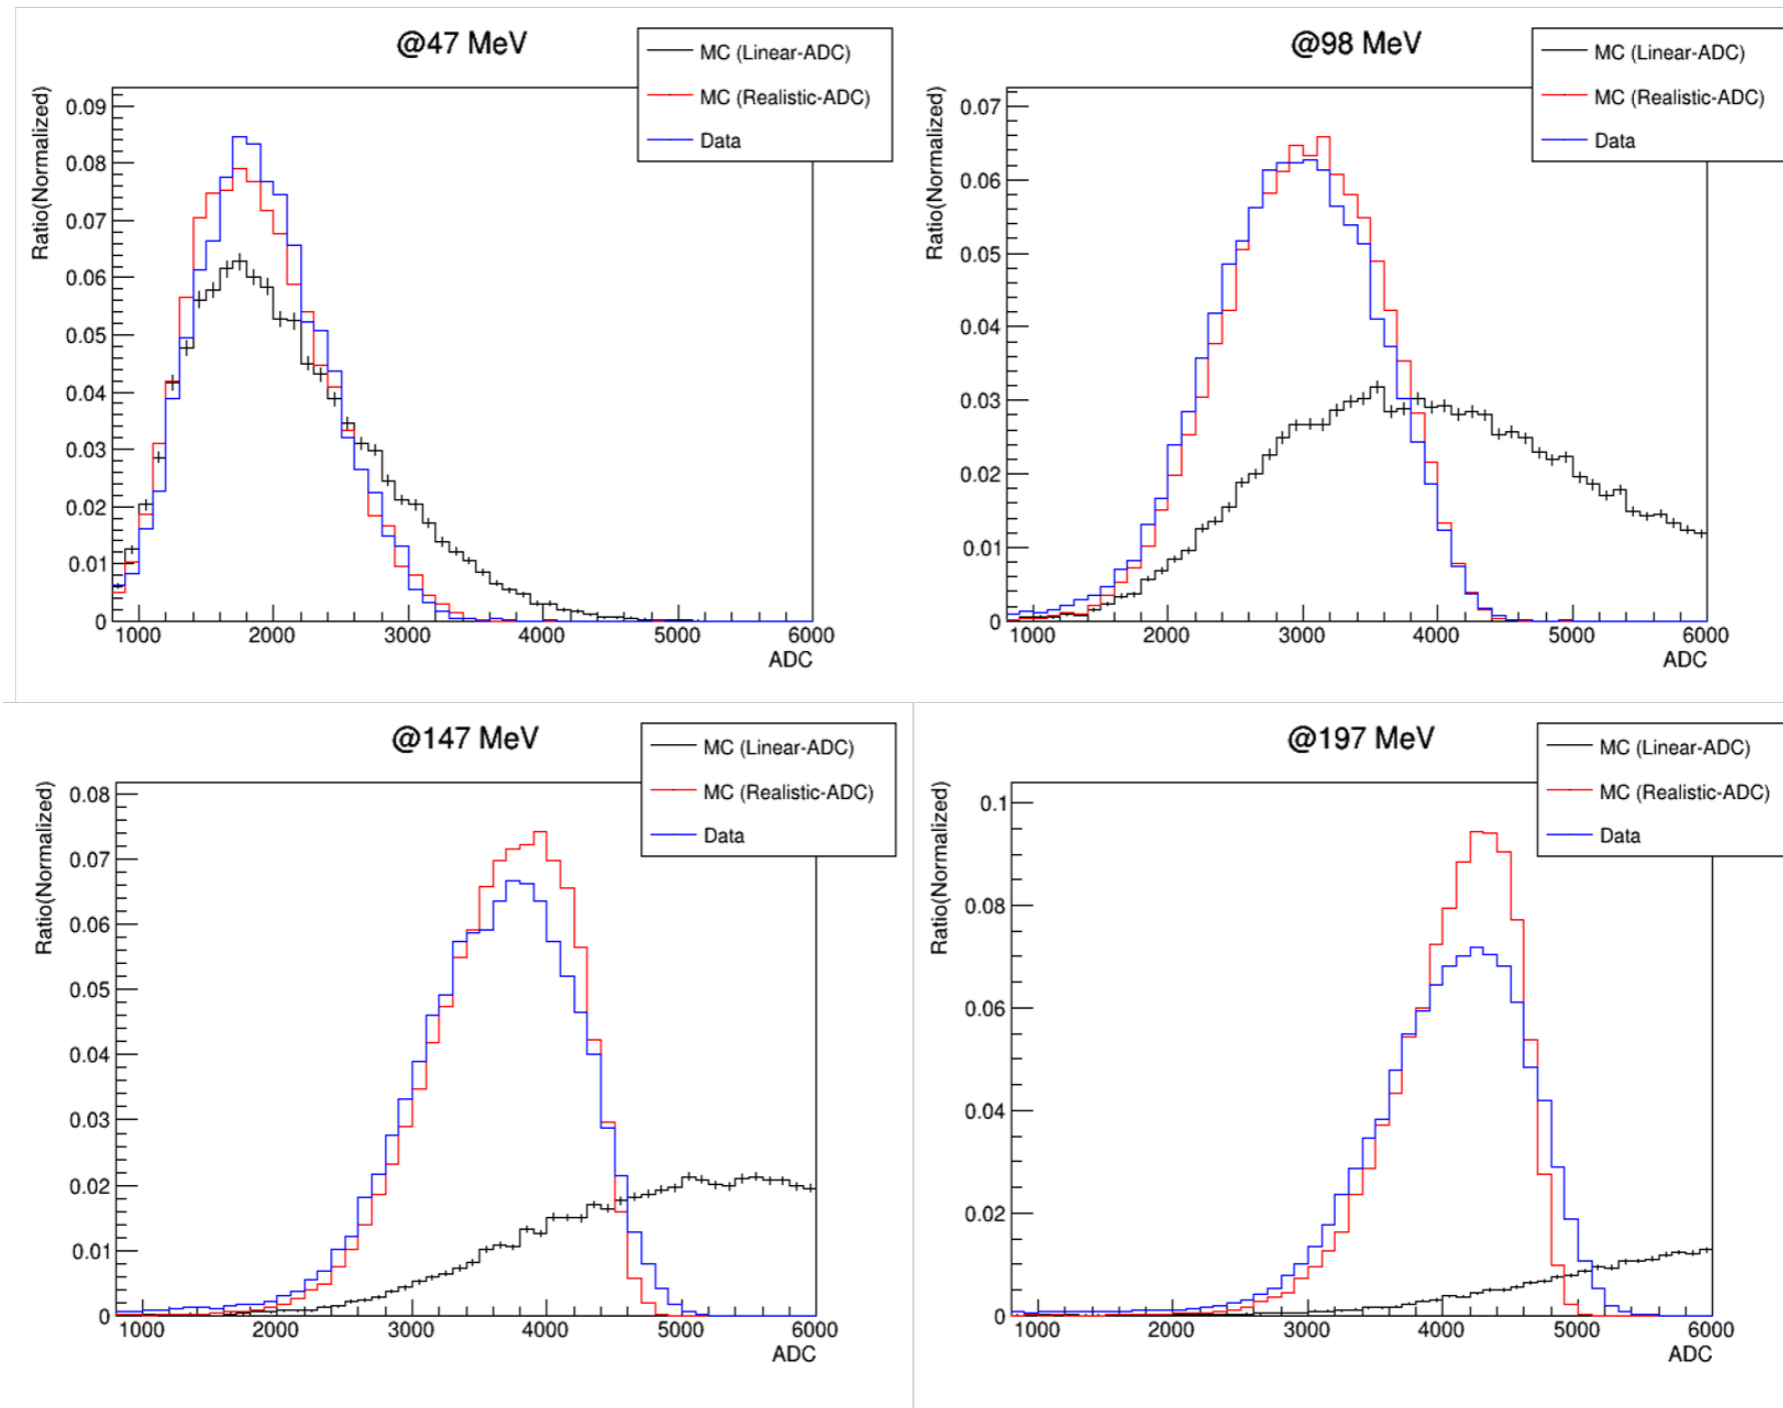 @47 MeV
MC (Linear-ADC)
MC (Realistic-ADC)
Data
Ratio(Normalized)
0.09
0.08
0.07
0.06
0.05
0.04
0.03
0.02
0.01
0
1000 2000 3000 4000 5000 6000
ADC
@98 MeV
MC (Linear-ADC)
MC (Realistic-ADC)
Data
Ratio(Normalized)
0.07
0.06
0.05
0.04
0.03
0.02
0.01
0
1000 2000 3000 4000 5000 6000
ADC
@147 MeV
MC (Linear-ADC)
MC (Realistic-ADC)
Data
Ratio(Normalized)
0.08
0.07
0.06
0.05
0.04
0.03
0.02
0.01
0
1000 2000 3000 4000 5000 6000
ADC
@197 MeV
MC (Linear-ADC)
MC (Realistic-ADC)
Data
Ratio(Normalized)
0.1
0.08
0.06
0.04
0.02
0
1000 2000 3000 4000 5000 6000
ADC